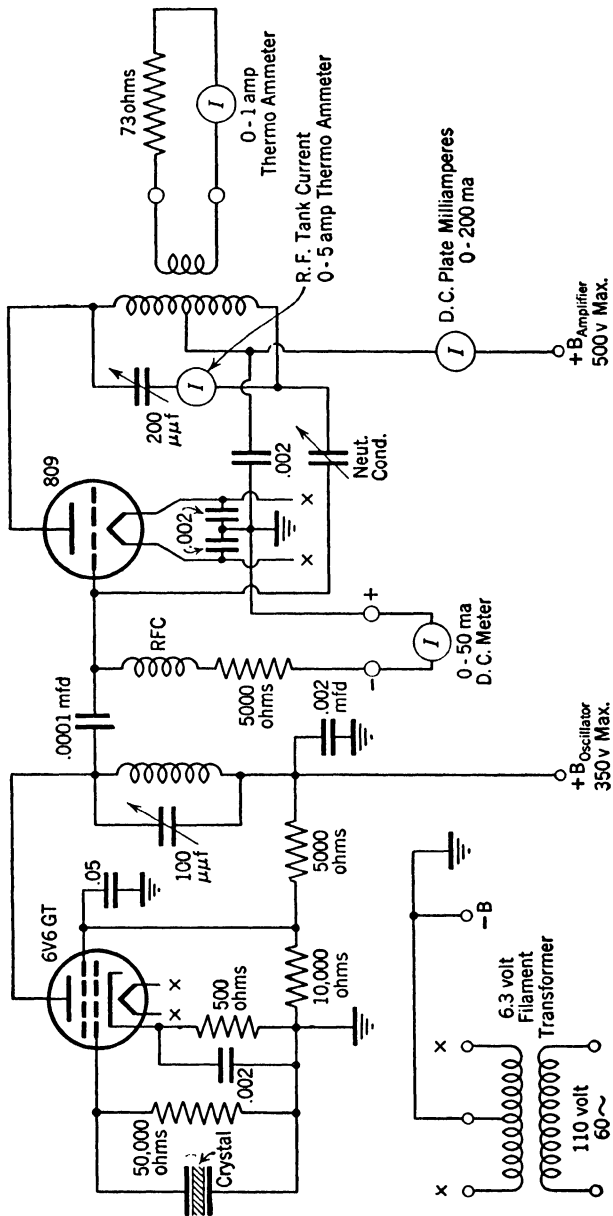 73 ohms
I
0 - 1 amp
Thermo Ammeter
R.F. Tank Current
0 - 5 amp Thermo Ammeter
I
200
μμf
809
.002
.002
Neut.
Cond.
D.C. Plate Milliamperes
0 - 200 ma
I
+ B Amplifier
500 v Max.
x
x
RFC
.0001 mfd
5000
ohms
+
-
I
0 - 50 ma
D.C. Meter
.002
mfd
+ B Oscillator
350 v Max.
100
μμf
6V6 GT
.05
x
x
5000
ohms
10,000
ohms
500
ohms
.002
50,000
ohms
Crystal
x
x
6.3 volt
Filament
Transformer
110 volt
60 ~
- B